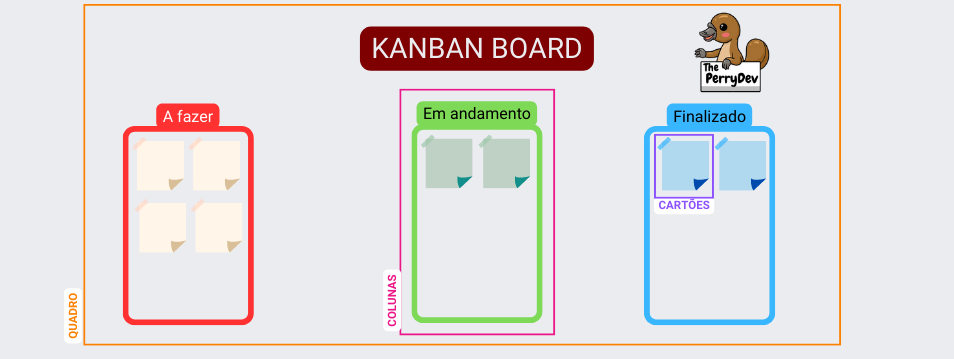 KANBAN BOARD
The
PerryDev
A fazer
Em andamento
Finalizado
CARTÕES
COLUNAS
QUADRO